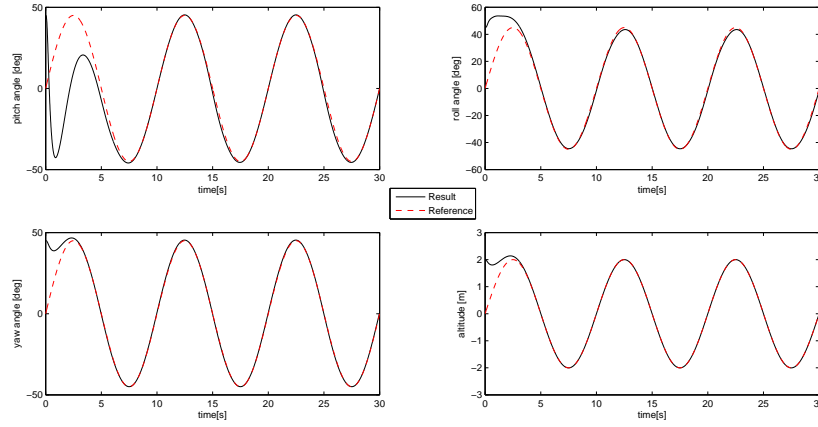 50
0
−50
pitch angle [deg]
0 5 10 15 20 25 30
time[s]
60
40
20
0
−20
−40
−60
roll angle [deg]
0 5 10 15 20 25 30
time[s]
Result
Reference
50
0
−50
yaw angle [deg]
0 5 10 15 20 25 30
time[s]
3
2
1
0
−1
−2
−3
altitude [m]
0 5 10 15 20 25 30
time[s]